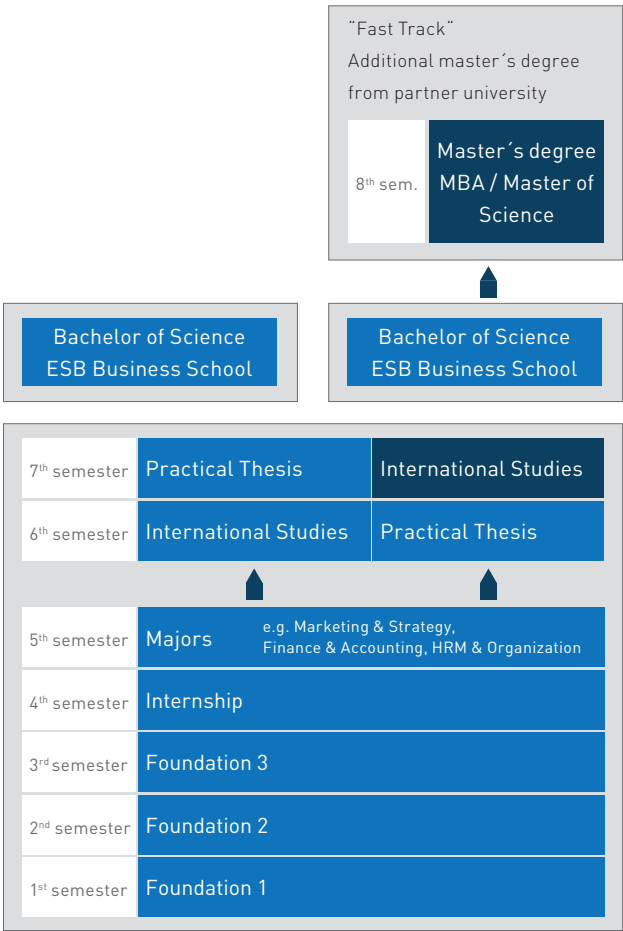 “Fast Track“
Additional master´s degree
from partner university
8th sem.
Master´s degree
MBA / Master of
Science
Bachelor of Science
ESB Business School
Bachelor of Science
ESB Business School
7th semester
Practical Thesis
International Studies
6th semester
International Studies
Practical Thesis
5th semester
Majors
e.g. Marketing & Strategy,
Finance & Accounting, HRM & Organization
4th semester
Internship
3rd semester
Foundation 3
2nd semester
Foundation 2
1st semester
Foundation 1